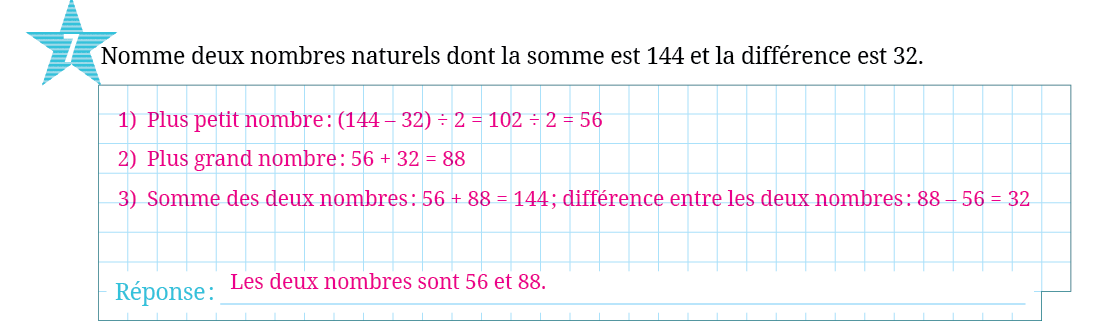 7
Nomme deux nombres naturels dont la somme est 144 et la différence est 32.
1) Plus petit nombre : (144 – 32) ÷ 2 = 102 ÷ 2 = 56
2) Plus grand nombre : 56 + 32 = 88
3) Somme des deux nombres : 56 + 88 = 144 ; différence entre les deux nombres : 88 – 56 = 32
Réponse : Les deux nombres sont 56 et 88.